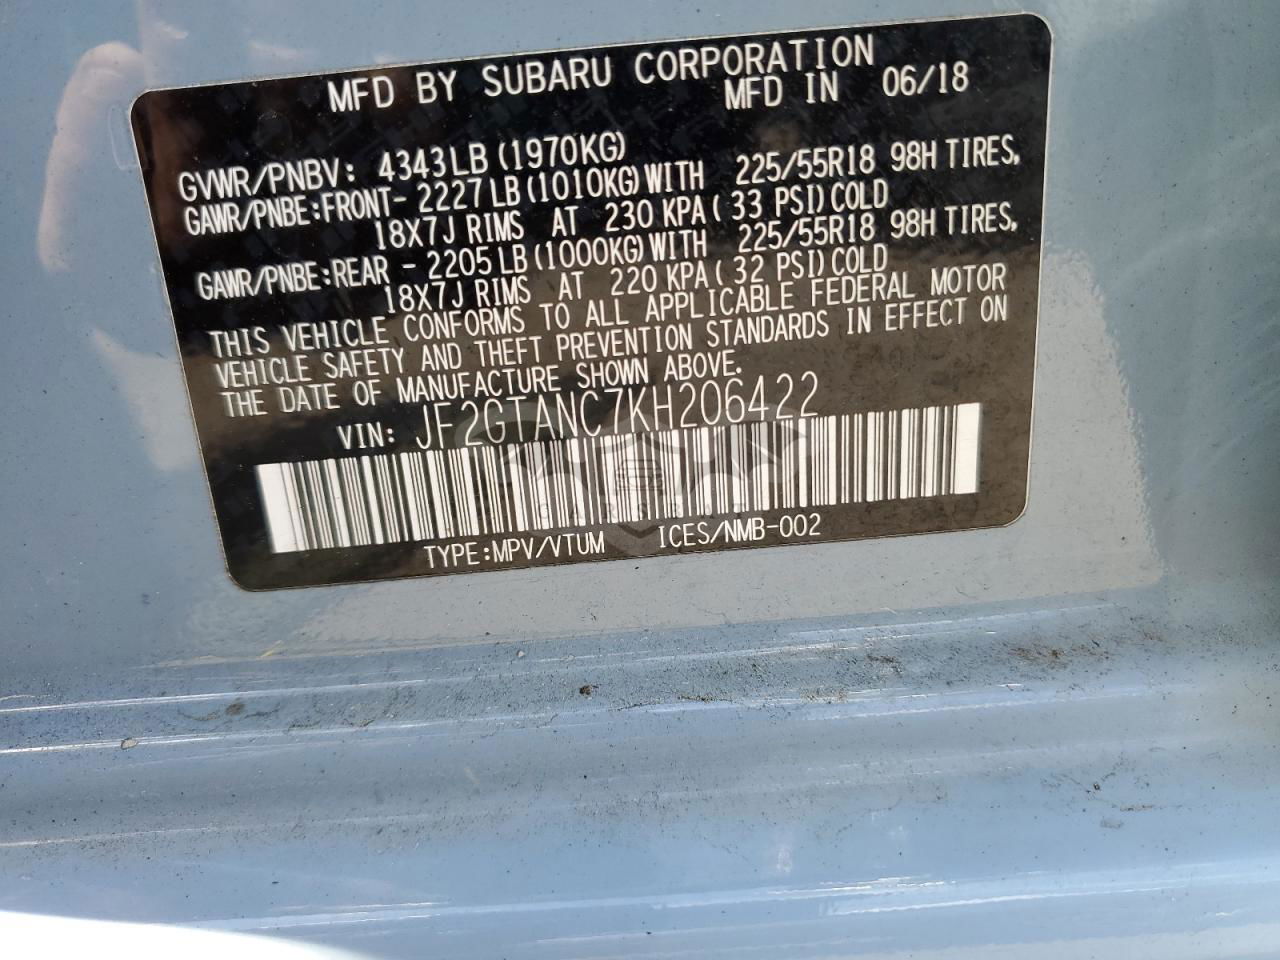 MFD BY SUBARU CORPORATION
MFD IN 06/18
GVWR/PNBV: 4343LB (1970KG)
GAWR/PNBE:FRONT- 2227LB (1010KG)WITH 225/55R18 98H TIRES,
18X7J RIMS AT 230 KPA( 33 PSI)COLD
GAWR/PNBE:REAR - 2205LB (1000KG)WITH 225/55R18 98H TIRES,
18X7J RIMS AT 220 KPA( 32 PSI)COLD
THIS VEHICLE CONFORMS TO ALL APPLICABLE FEDERAL MOTOR
VEHICLE SAFETY AND THEFT PREVENTION STANDARDS IN EFFECT ON
THE DATE OF MANUFACTURE SHOWN ABOVE.
VIN: JF2GTANC7KH206422
TYPE:MPV/VTUM ICES/NMB-002